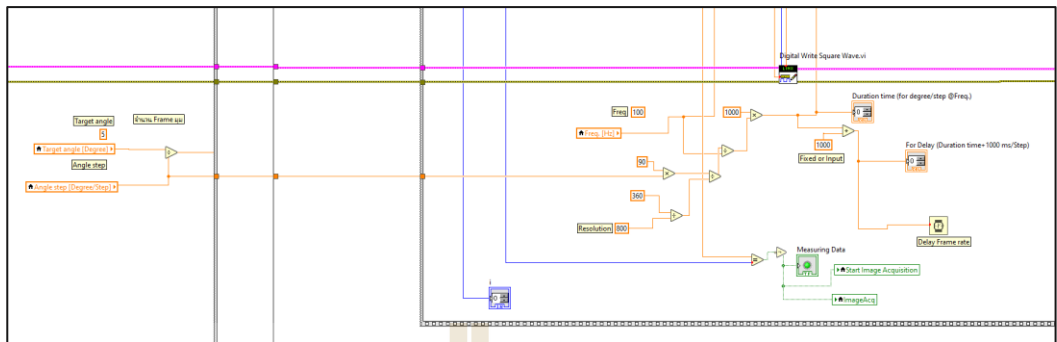 Digital Write Square Wave.vi
Duration time (for degree/step @Freq.)
Freq 100
1000
Target angle
จำนวน Frame มุม
5
Freq. [Hz]
1000
Fixed or Input
For Delay (Duration time+1000 ms/Step)
Target angle [Degree]
Angle step
90
Angle step [Degree/Step]
360
Resolution 800
Delay Frame rate
Measuring Data
Start Image Acquisition
i
ImageAcq